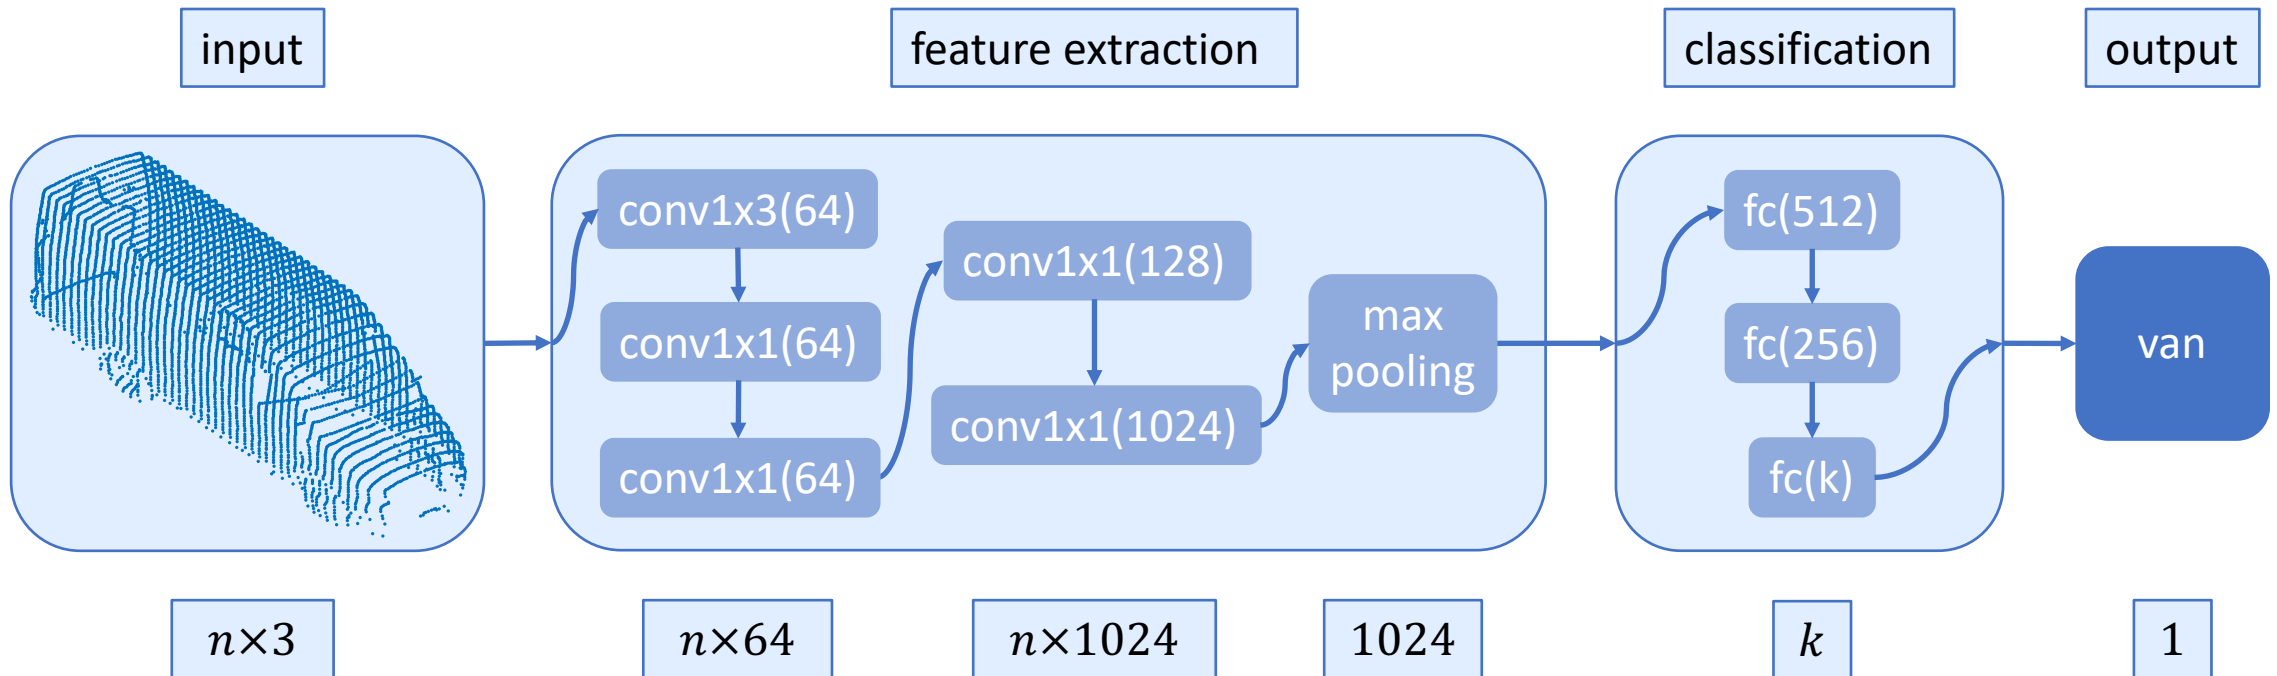 input
feature extraction
classification
output
conv1x3(64)
conv1x1(64)
conv1x1(64)
conv1x1(128)
conv1x1(1024)
max
pooling
fc(512)
fc(256)
fc(k)
van
n×3
n×64
n×1024
1024
k
1